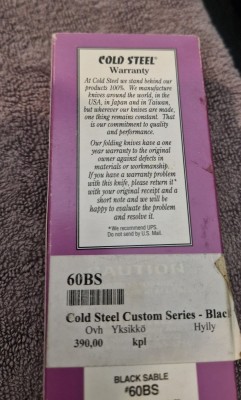 COLD STEEL®
Warranty
At Cold Steel we stand behind our
products 100%. We manufacture
knives around the world, in the
USA, in Japan and in Taiwan,
but wherever our knives are made,
one thing remains constant. That
is our commitment to quality
and performance.
Our folding knives have a one
year warranty to the original
owner against defects in
materials or workmanship.
If you have a warranty problem
with this knife, please return it*
with your original receipt and a
short note and we will be
happy to evaluate the problem
and resolve it.
*We recommend UPS.
Do not send by U.S. Mail.
CAUTION
60BS
Cold Steel Custom Series - Black
Ovh Yksikkö Hylly
390,00 kpl
BLACK SABLE
#60BS